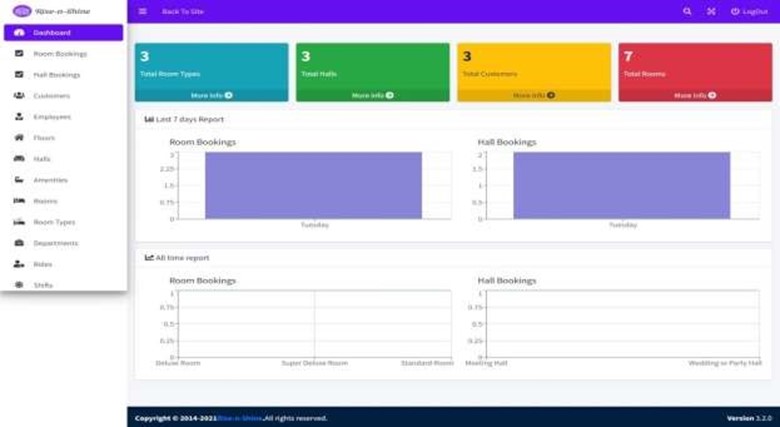 Rise-n-Shine
Back To Site
LogOut
Dashboard
Room Bookings
Hall Bookings
Customers
Employees
Floors
Halls
Amenities
Rooms
Room Types
Departments
Roles
Shifts
3
Total Room Types
More info
3
Total Halls
More info
3
Total Customers
More info
7
Total Rooms
More info
Last 7 days Report
Room Bookings
3
2.25
1.5
0.75
0
Tuesday
Hall Bookings
2
1.5
1
0.5
0
Tuesday
All time report
Room Bookings
1
0.75
0.5
0.25
0
Deluxe Room
Super Deluxe Room
Standard Room
Hall Bookings
1
0.75
0.5
0.25
0
Meeting Hall
Wedding or Party Hall
Copyright © 2014-2021 Rise-n-Shine. All rights reserved.
Version 3.2.0